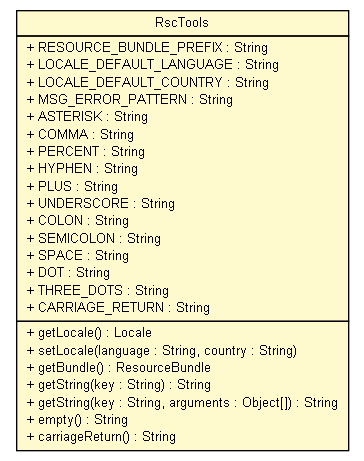 RscTools
+ RESOURCE_BUNDLE_PREFIX : String
+ LOCALE_DEFAULT_LANGUAGE : String
+ LOCALE_DEFAULT_COUNTRY : String
+ MSG_ERROR_PATTERN : String
+ ASTERISK : String
+ COMMA : String
+ PERCENT : String
+ HYPHEN : String
+ PLUS : String
+ UNDERSCORE : String
+ COLON : String
+ SEMICOLON : String
+ SPACE : String
+ DOT : String
+ THREE_DOTS : String
+ CARRIAGE_RETURN : String
+ getLocale() : Locale
+ setLocale(language : String, country : String)
+ getBundle() : ResourceBundle
+ getString(key : String) : String
+ getString(key : String, arguments : Object[]) : String
+ empty() : String
+ carriageReturn() : String